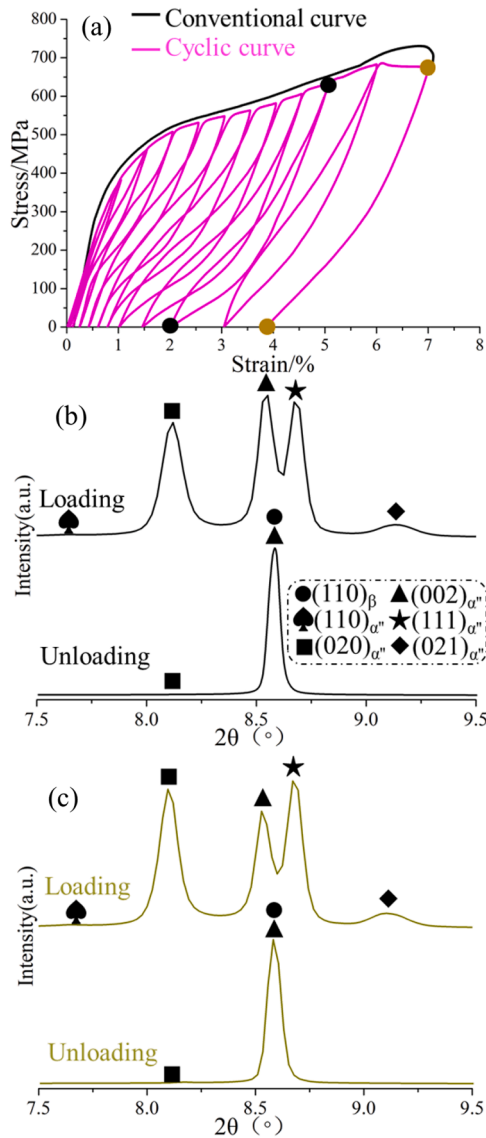 (a)
Conventional curve
Cyclic curve
Stress/MPa
800
700
600
500
400
300
200
100
0
0 1 2 3 4 5 6 7 8
Strain/%
(b)
Intensity(a.u.)
Loading
Unloading
(110)β (002)α"
(110)α" (111)α"
(020)α" (021)α"
7.5 8.0 8.5 9.0 9.5
2θ (°)
(c)
Intensity(a.u.)
Loading
Unloading
7.5 8.0 8.5 9.0 9.5
2θ (°)